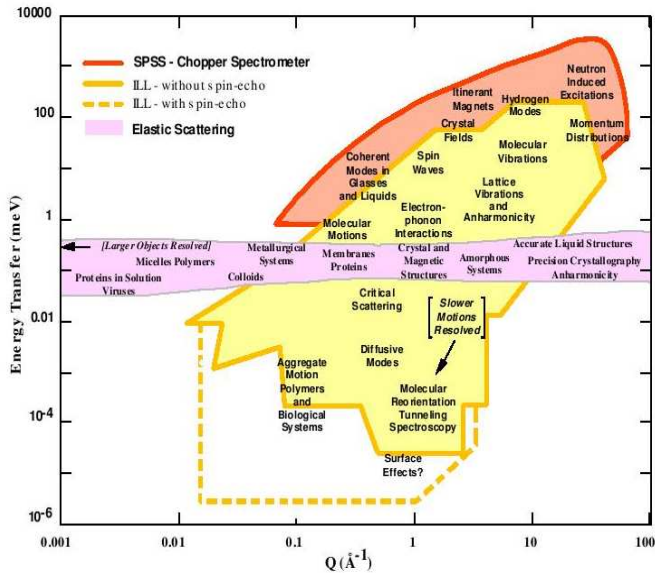 10000
100
1
0.01
10-4
10-6
Energy Transfer (meV)
SPSS - Chopper Spectrometer
ILL - without spin-echo
ILL - with spin-echo
Elastic Scattering
Neutron
Induced
Excitations
Itinerant
Magnets
Hydrogen
Modes
Crystal
Fields
Momentum
Distributions
Coherent
Modes in
Glasses
and Liquids
Spin
Waves
Molecular
Vibrations
Lattice
Vibrations
and
Anharmonicity
Molecular
Motions
Electron-
phonon
Interactions
[Larger Objects Resolved]
Micelles Polymers
Proteins in Solution
Viruses
Metallurgical
Systems
Colloids
Membranes
Proteins
Crystal and
Magnetic
Structures
Amorphous
Systems
Accurate Liquid Structures
Precision Crystallography
Anharmonicity
Critical
Scattering
Slower
Motions
Resolved
Diffusive
Modes
Aggregate
Motion
Polymers
and
Biological
Systems
Molecular
Reorientation
Tunneling
Spectroscopy
Surface
Effects?
0.001
0.01
0.1
1
10
100
Q (Å-1)